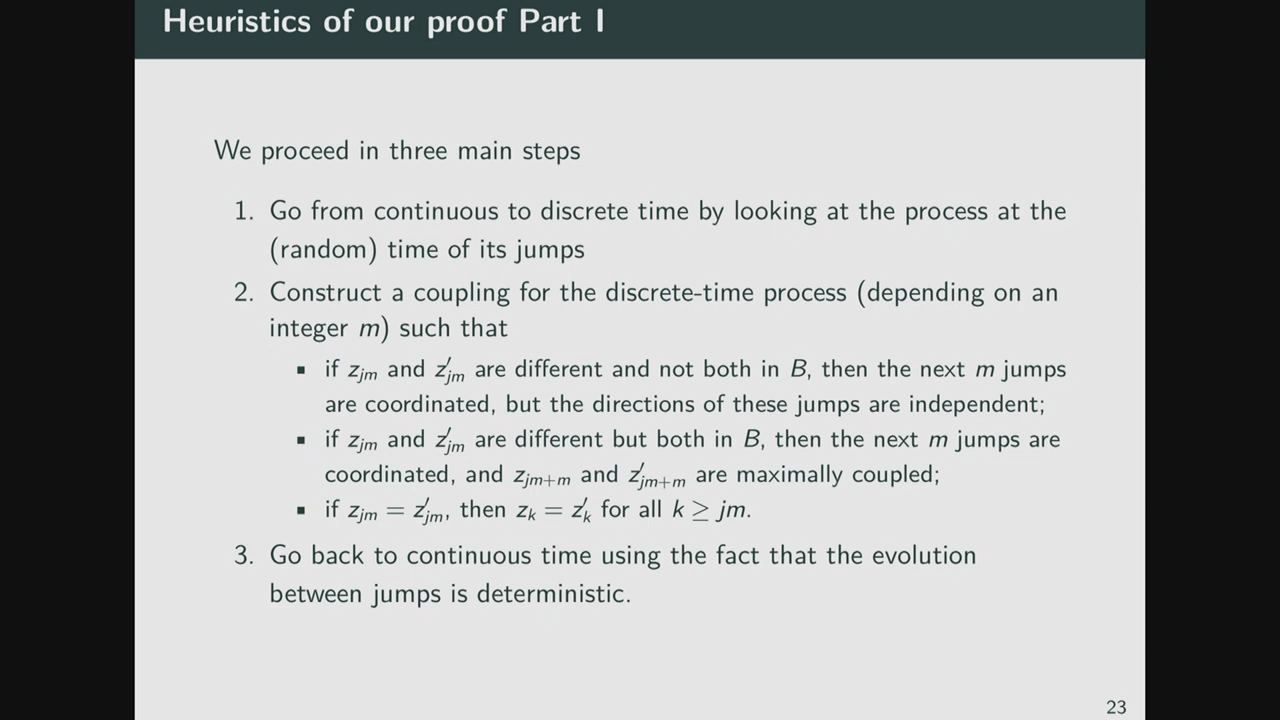 Heuristics of our proof Part I
We proceed in three main steps
1. Go from continuous to discrete time by looking at the process at the
(random) time of its jumps
2. Construct a coupling for the discrete-time process (depending on an
integer m) such that
▪ if z_{jm} and z′_{jm} are different and not both in B, then the next m jumps
are coordinated, but the directions of these jumps are independent;
▪ if z_{jm} and z′_{jm} are different but both in B, then the next m jumps are
coordinated, and z_{jm+m} and z′_{jm+m} are maximally coupled;
▪ if z_{jm} = z′_{jm}, then z_k = z′_k for all k ≥ jm.
3. Go back to continuous time using the fact that the evolution
between jumps is deterministic.
23